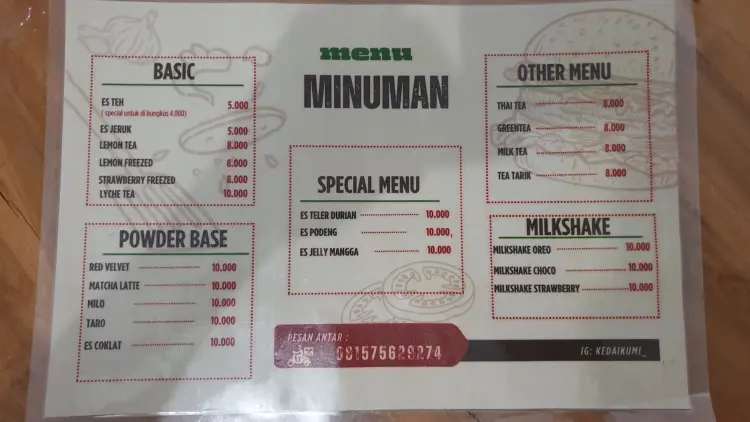 menu
MINUMAN
BASIC
ES TEH 5.000
( special untuk di bungkus 4.000)
ES JERUK 5.000
LEMON TEA 8.000
LEMON FREEZED 8.000
STRAWBERRY FREEZED 8.000
LYCHE TEA 10.000
POWDER BASE
RED VELVET 10.000
MATCHA LATTE 10.000
MILO 10.000
TARO 10.000
ES COKLAT 10.000
SPECIAL MENU
ES TELER DURIAN 10.000
ES PODENG 10.000
ES JELLY MANGGA 10.000
OTHER MENU
THAI TEA 8.000
GREENTEA 8.000
MILK TEA 8.000
TEA TARIK 8.000
MILKSHAKE
MILKSHAKE OREO 10.000
MILKSHAKE CHOCO 10.000
MILKSHAKE STRAWBERRY 10.000
PESAN ANTAR :
081575629274
IG: KEDAIKUMI_